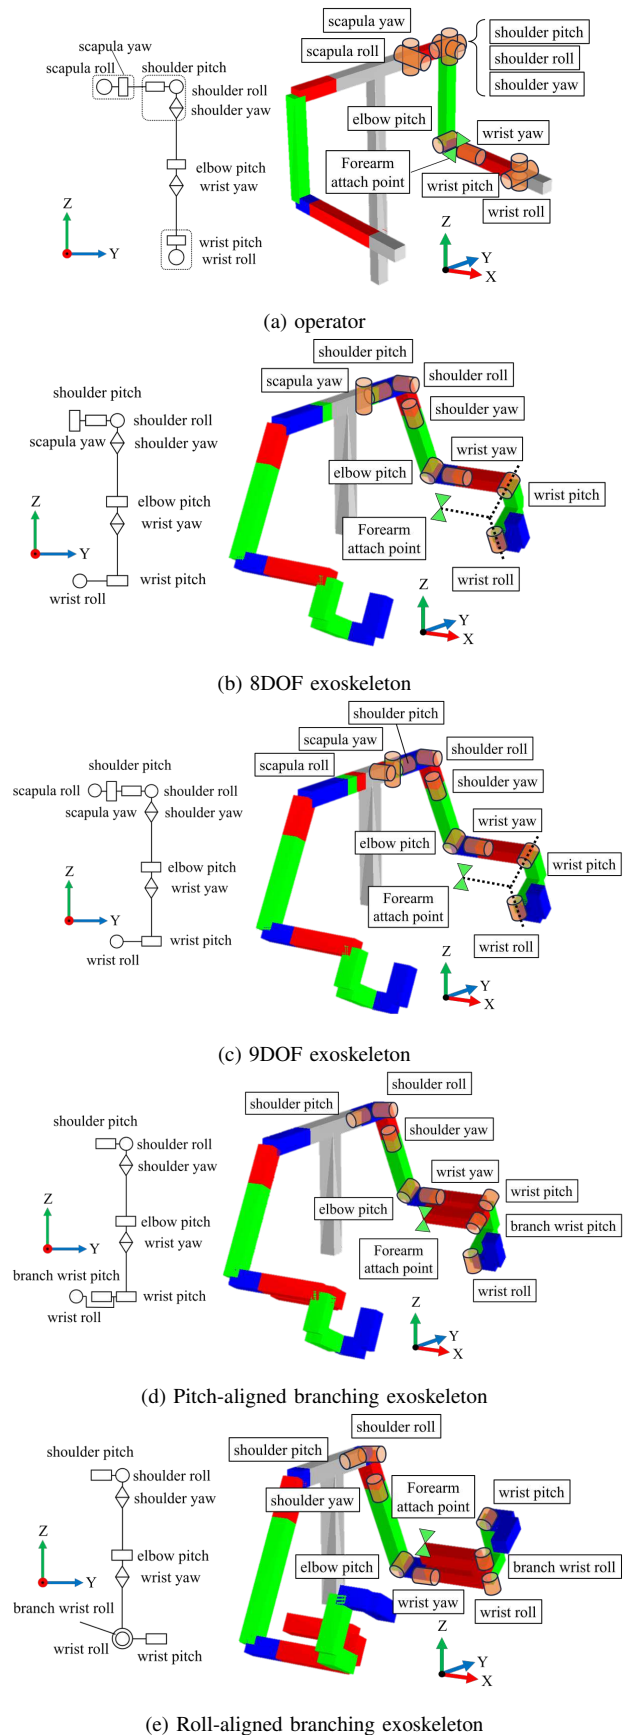 scapula yaw
scapula roll
shoulder pitch
shoulder roll
shoulder yaw
elbow pitch
wrist yaw
wrist pitch
wrist roll
Z
Y
scapula yaw
scapula roll
shoulder pitch
shoulder roll
shoulder yaw
elbow pitch
wrist yaw
Forearm
attach point
wrist pitch
wrist roll
Z
Y
X
(a) operator
shoulder pitch
shoulder roll
scapula yaw
shoulder yaw
elbow pitch
wrist yaw
wrist pitch
wrist roll
Z
Y
shoulder pitch
scapula yaw
shoulder roll
shoulder yaw
wrist yaw
elbow pitch
wrist pitch
Forearm
attach point
wrist roll
Z
Y
X
(b) 8DOF exoskeleton
shoulder pitch
scapula roll
shoulder roll
scapula yaw
shoulder yaw
elbow pitch
wrist yaw
wrist pitch
wrist roll
Z
Y
shoulder pitch
scapula yaw
scapula roll
shoulder roll
shoulder yaw
wrist yaw
elbow pitch
wrist pitch
Forearm
attach point
wrist roll
Z
Y
X
(c) 9DOF exoskeleton
shoulder pitch
shoulder roll
shoulder yaw
elbow pitch
wrist yaw
branch wrist pitch
wrist pitch
wrist roll
Z
Y
shoulder roll
shoulder pitch
shoulder yaw
wrist yaw
elbow pitch
wrist pitch
branch wrist pitch
Forearm
attach point
wrist roll
Z
Y
X
(d) Pitch-aligned branching exoskeleton
shoulder pitch
shoulder roll
shoulder yaw
elbow pitch
wrist yaw
branch wrist roll
wrist roll
wrist pitch
Z
Y
shoulder roll
shoulder pitch
Forearm
attach point
wrist pitch
shoulder yaw
elbow pitch
branch wrist roll
wrist yaw
wrist roll
Z
Y
X
(e) Roll-aligned branching exoskeleton